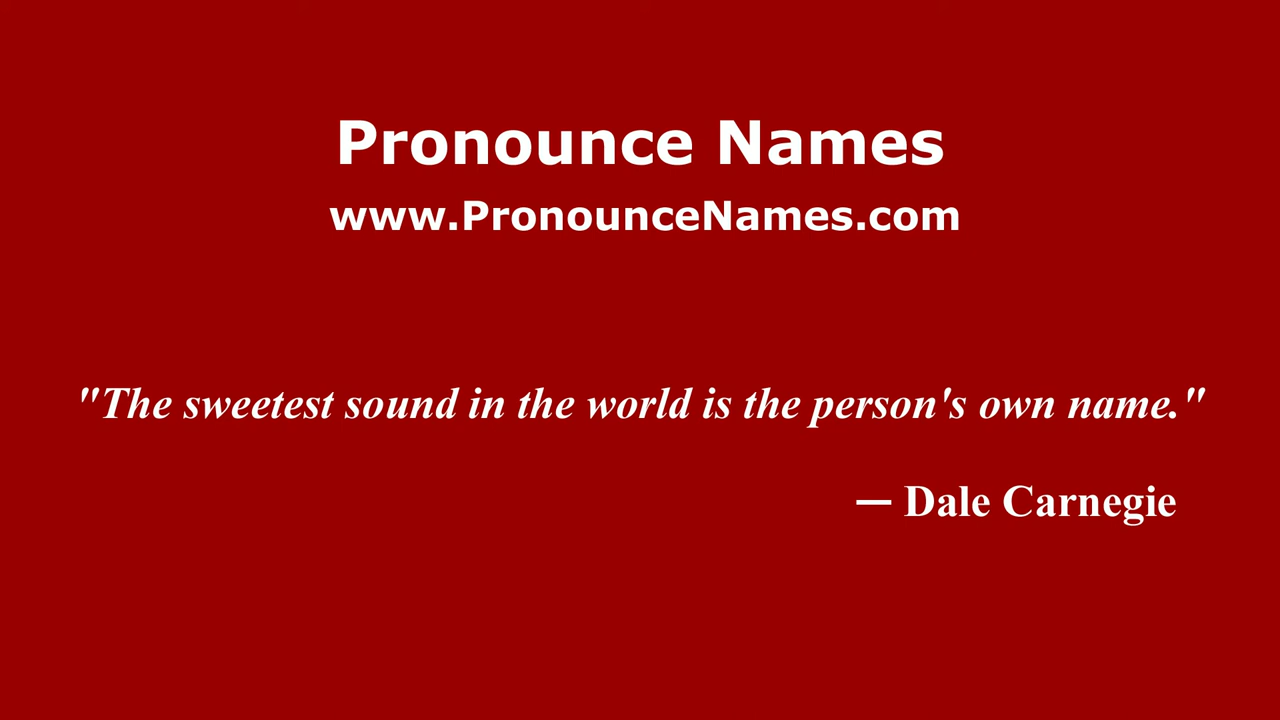 Pronounce Names
www.PronounceNames.com
"The sweetest sound in the world is the person's own name."
— Dale Carnegie